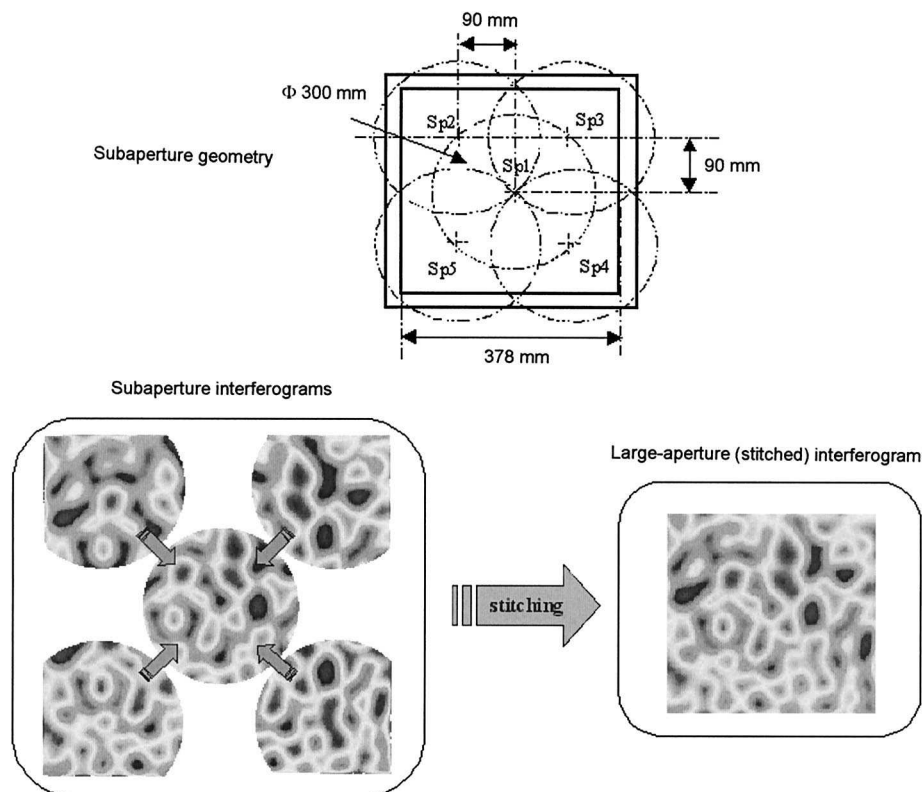 90 mm
Φ 300 mm
Sp2
Sp3
Subaperture geometry
Sp1
90 mm
Sp5
Sp4
378 mm
Subaperture interferograms
Large-aperture (stitched) interferogram
stitching